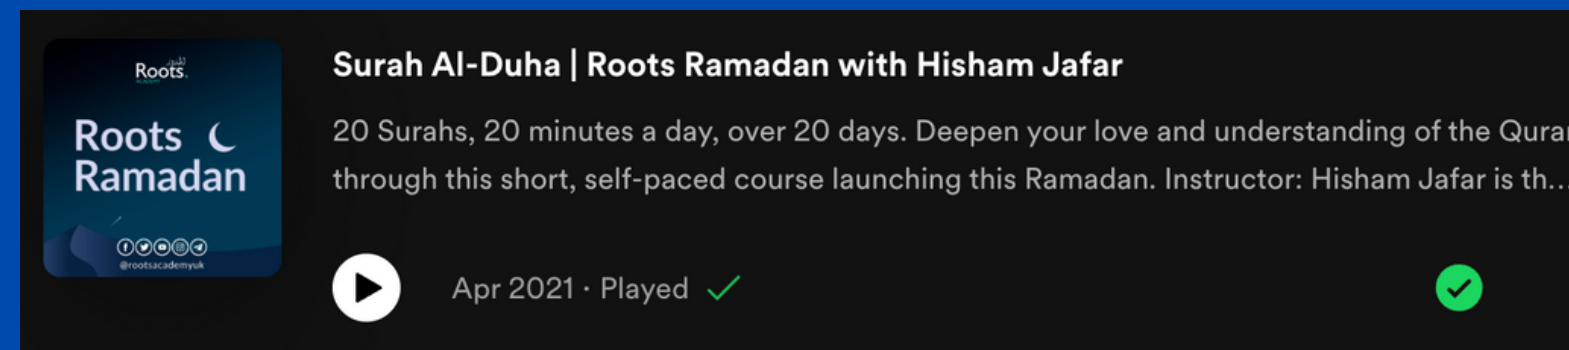 Roots.
ACADEMY
Roots
Ramadan
@rootsacademyuk
Surah Al-Duha | Roots Ramadan with Hisham Jafar
20 Surahs, 20 minutes a day, over 20 days. Deepen your love and understanding of the Quran
through this short, self-paced course launching this Ramadan. Instructor: Hisham Jafar is th...
Apr 2021 · Played